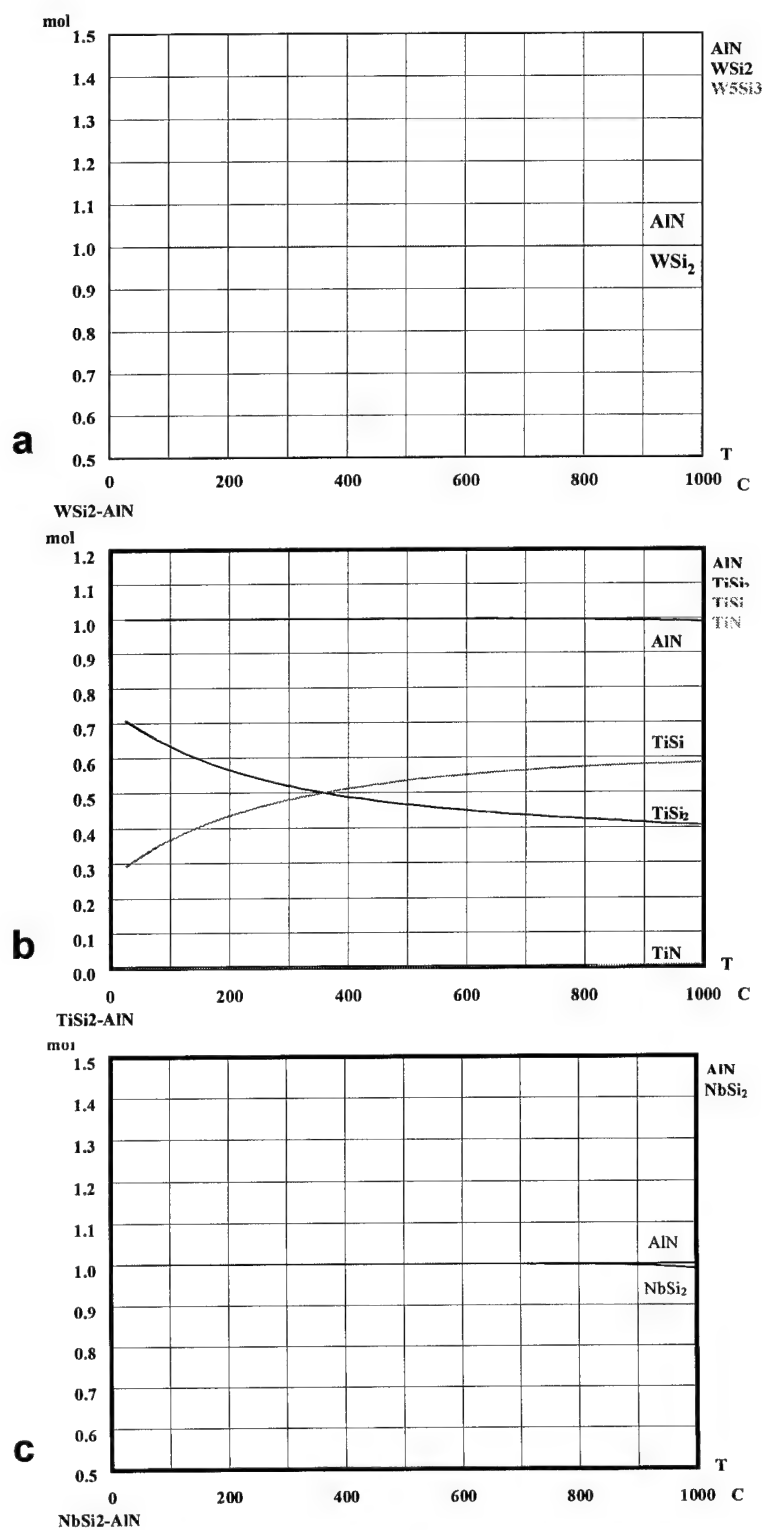 mol
1.5
1.4
1.3
1.2
1.1
1.0
0.9
0.8
0.7
0.6
0.5
AlN
WSi2
W5Si3
AlN
WSi₂
a
T
0 200 400 600 800 1000 C
WSi2-AlN
mol
1.2
1.1
1.0
0.9
0.8
0.7
0.6
0.5
0.4
0.3
0.2
0.1
0.0
AlN
TiSi₂
TiSi
TiN
AlN
TiSi
TiSi₂
TiN
b
T
0 200 400 600 800 1000 C
TiSi2-AlN
mol
1.5
1.4
1.3
1.2
1.1
1.0
0.9
0.8
0.7
0.6
0.5
AlN
NbSi₂
AlN
NbSi₂
c
T
0 200 400 600 800 1000 C
NbSi2-AlN